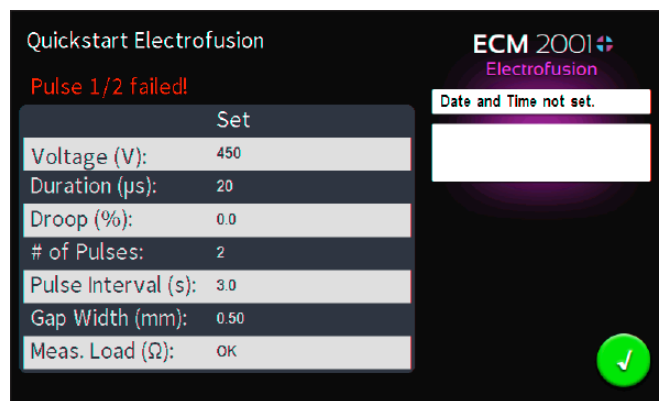 Quickstart Electrofusion
ECM 2001
Electrofusion
Pulse 1/2 failed!
Date and Time not set.
Set
Voltage (V): 450
Duration (µs): 20
Droop (%): 0.0
# of Pulses: 2
Pulse Interval (s): 3.0
Gap Width (mm): 0.50
Meas. Load (Ω): OK